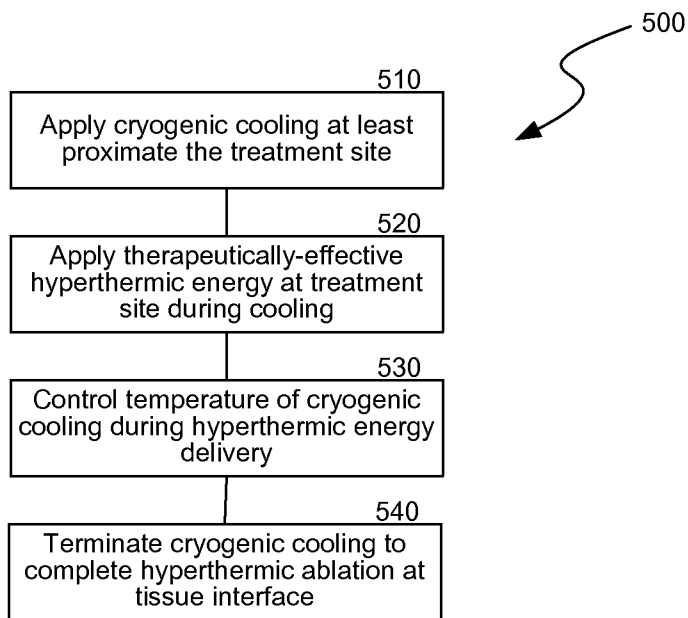 500
510
Apply cryogenic cooling at least
proximate the treatment site
520
Apply therapeutically-effective
hyperthermic energy at treatment
site during cooling
530
Control temperature of cryogenic
cooling during hyperthermic energy
delivery
540
Terminate cryogenic cooling to
complete hyperthermic ablation at
tissue interface